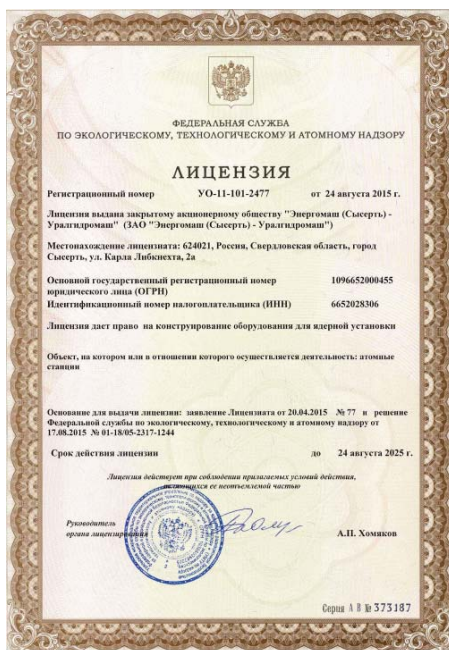 ФЕДЕРАЛЬНАЯ СЛУЖБА
ПО ЭКОЛОГИЧЕСКОМУ, ТЕХНОЛОГИЧЕСКОМУ И АТОМНОМУ НАДЗОРУ
ЛИЦЕНЗИЯ
Регистрационный номер УО-11-101-2477 от 24 августа 2015 г.
Лицензия выдана закрытому акционерному обществу "Энергомаш (Сысерть) -
Уралгидромаш" (ЗАО "Энергомаш (Сысерть) - Уралгидромаш")
Местонахождение лицензиата: 624021, Россия, Свердловская область, город
Сысерть, ул. Карла Либкнехта, 2а
Основной государственный регистрационный номер 1096652000455
юридического лица (ОГРН)
Идентификационный номер налогоплательщика (ИНН) 6652028306
Лицензия дает право на конструирование оборудования для ядерной установки
Объект, на котором или в отношении которого осуществляется деятельность: атомные
станции
Основание для выдачи лицензии: заявление Лицензиата от 20.04.2015 № 77 и решение
Федеральной службы по экологическому, технологическому и атомному надзору от
17.08.2015 № 01-18/05-2317-1244
Срок действия лицензии до 24 августа 2025 г.
Лицензия действует при соблюдении прилагаемых условий действия,
являющихся ее неотъемлемой частью
Руководитель
органа лицензирования А.П. Хомяков
Серия А В № 373187